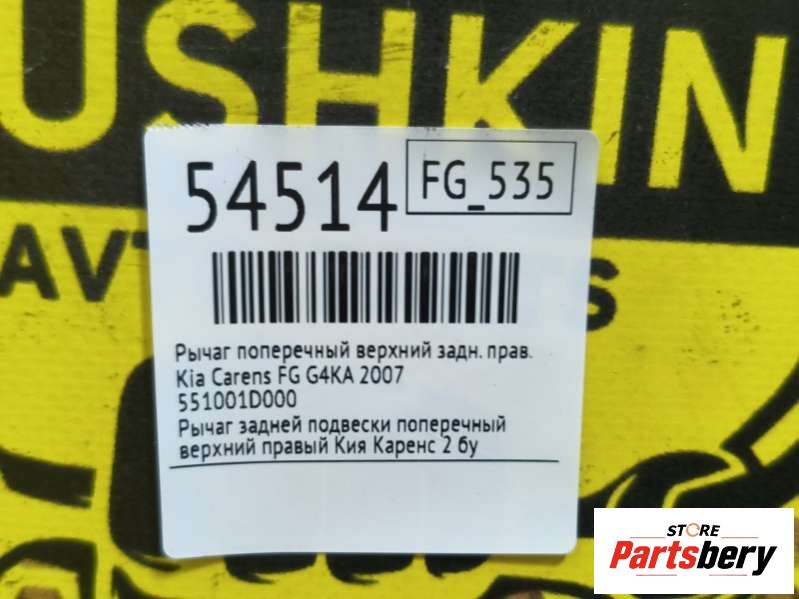 USHKIN
54514
FG_535
AVT
S
Рычаг поперечный верхний задн. прав.
Kia Carens FG G4KA 2007
551001D000
Рычаг задней подвески поперечный
верхний правый Кия Каренс 2 бу
STORE
Partsbery